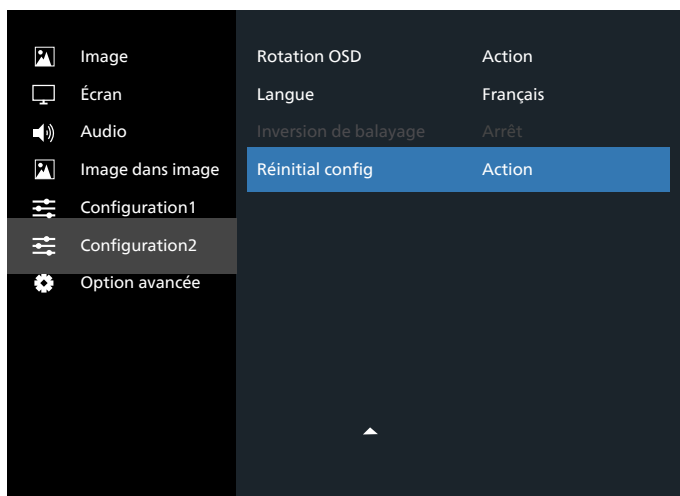 Image
Écran
Audio
Image dans image
Configuration1
Configuration2
Option avancée
Rotation OSD Action
Langue Français
Inversion de balayage Arrêt
Réinitial config Action